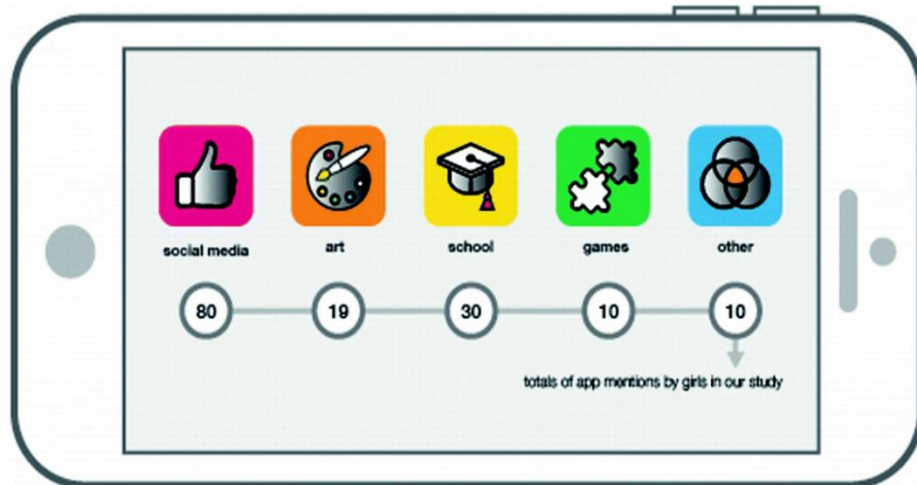 social media
art
school
games
other
80
19
30
10
10
totals of app mentions by girls in our study